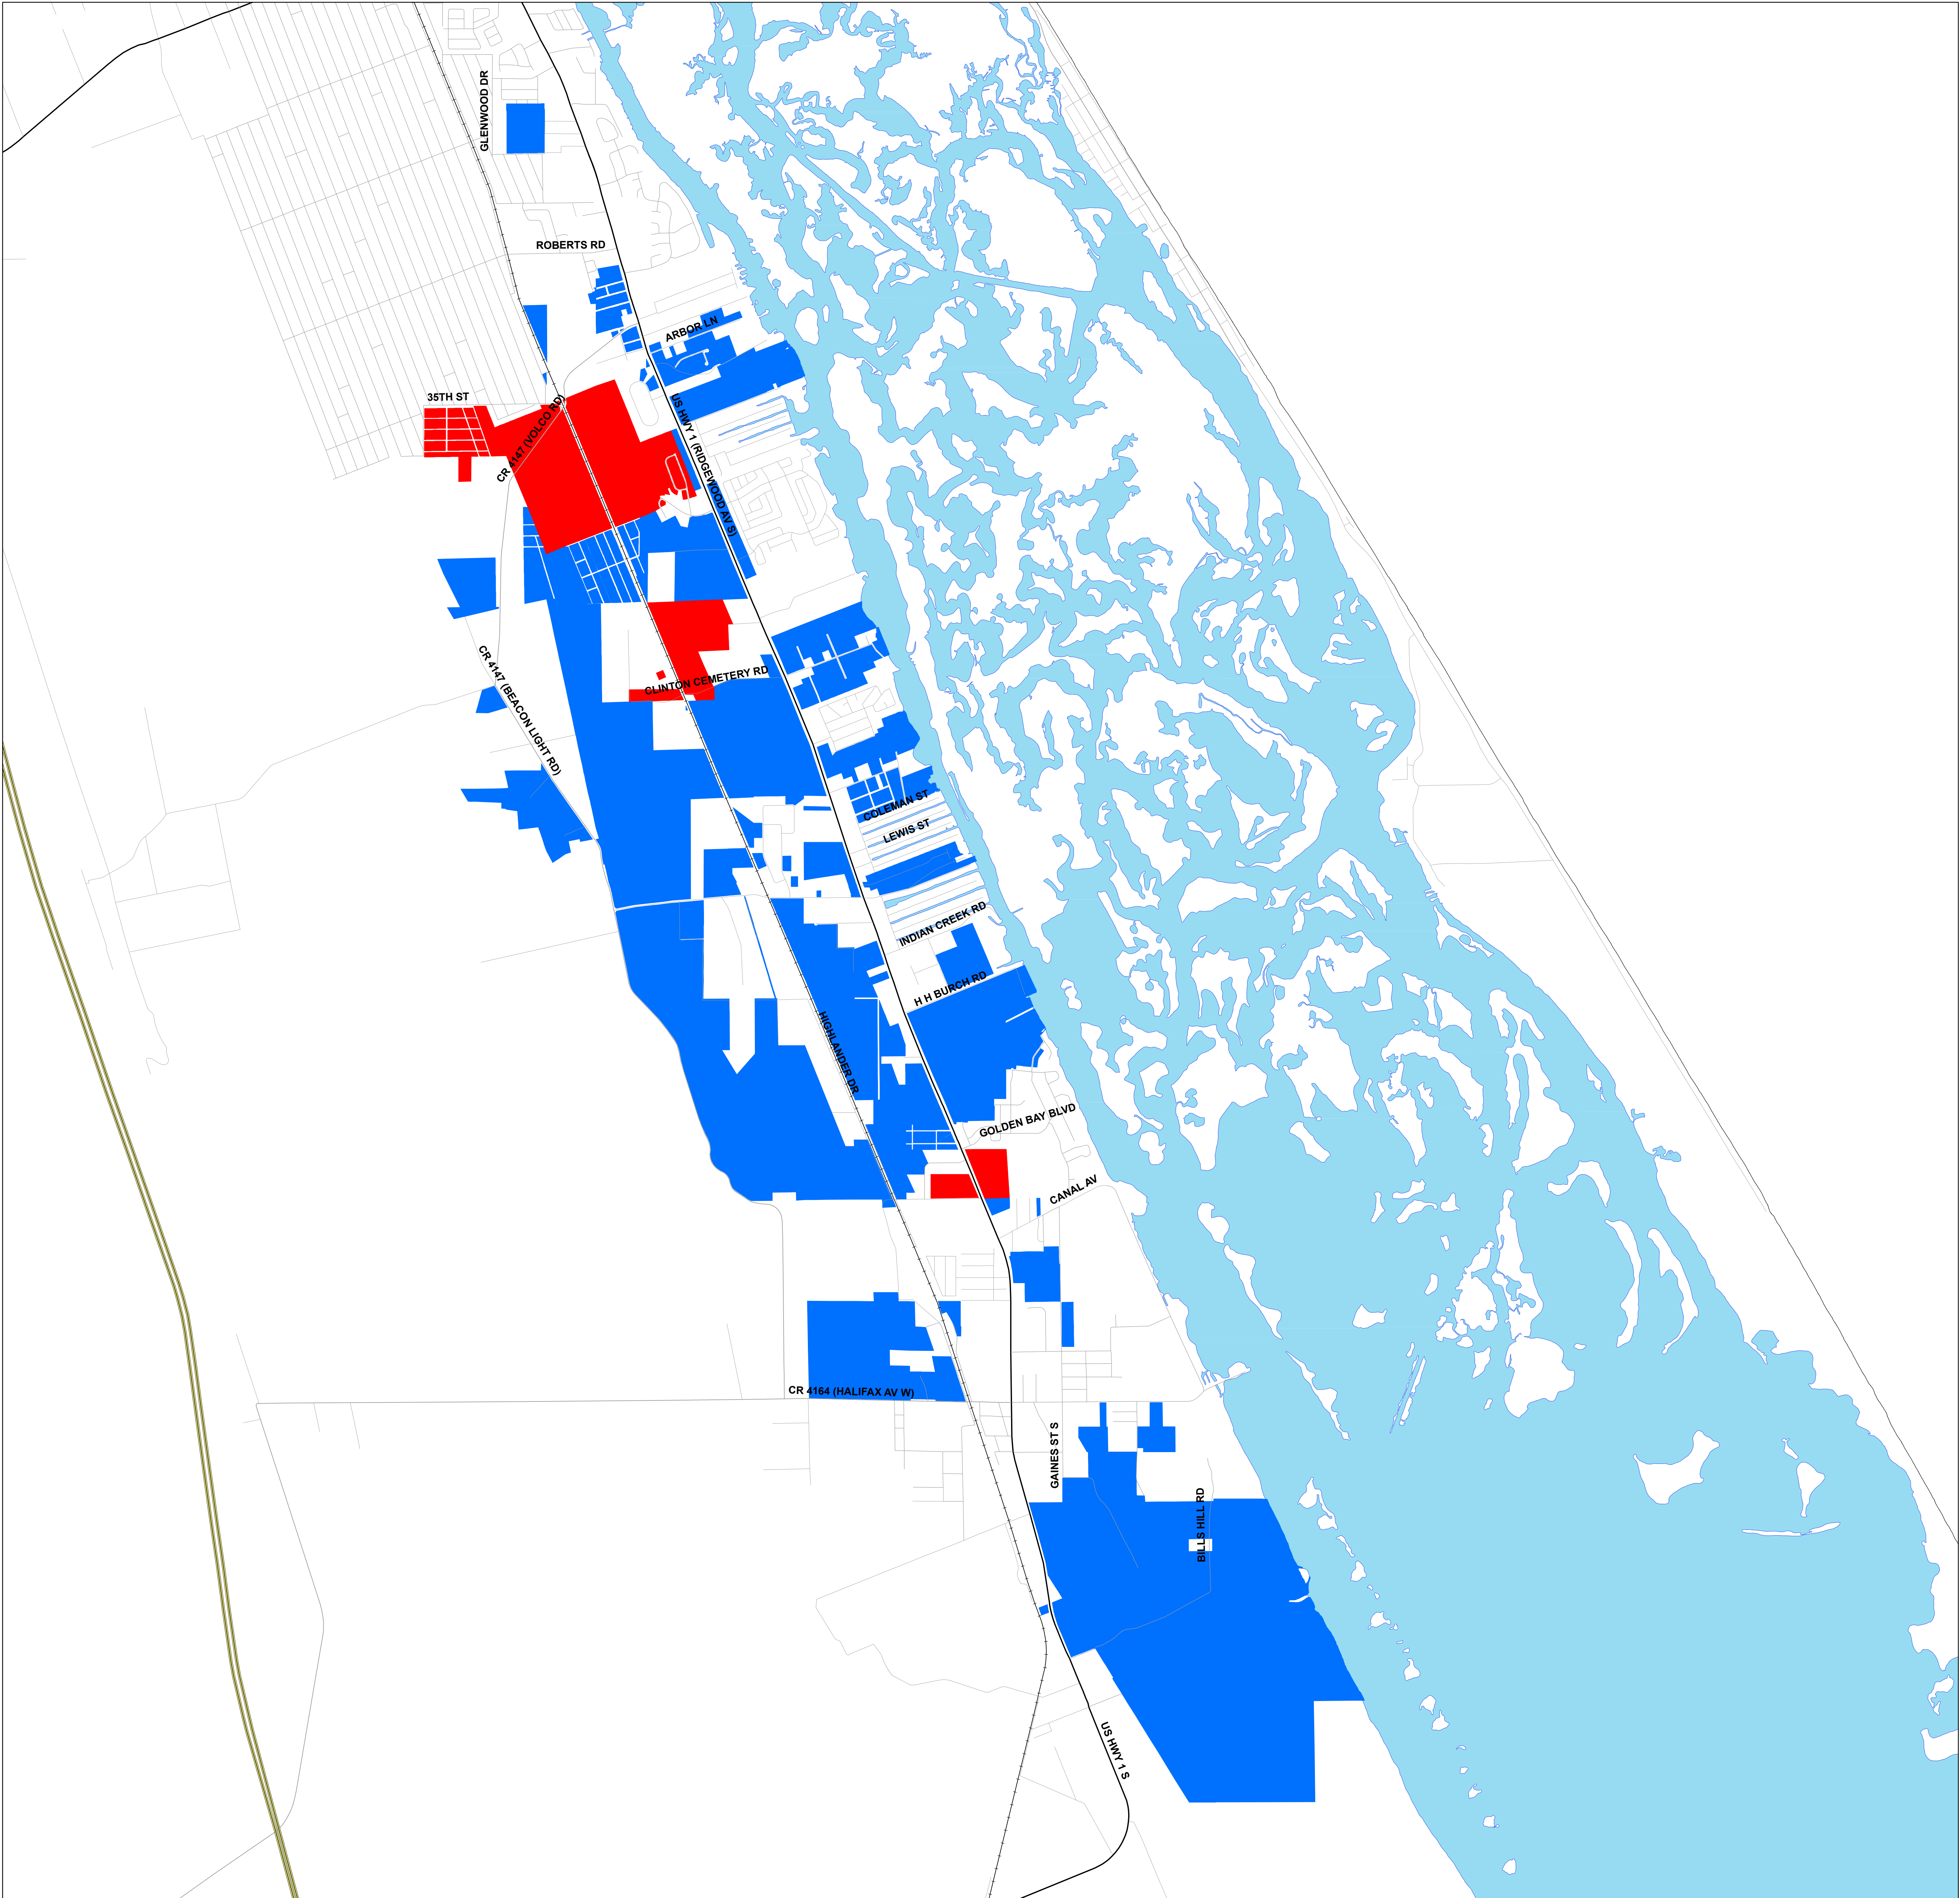 GLENWOOD DR
ROBERTS RD
ARBOR LN
35TH ST
CR 4147 (VOLCO RD)
US HWY 1 (RIDGEWOOD AV S)
CLINTON CEMETERY RD
CR 4147 (BEACON LIGHT RD)
COLEMAN ST
LEWIS ST
INDIAN CREEK RD
H H BURCH RD
HIGHLANDER DR
GOLDEN BAY BLVD
CANAL AV
CR 4164 (HALIFAX AV W)
GAINES ST S
BILLS HILL RD
US HWY 1 S